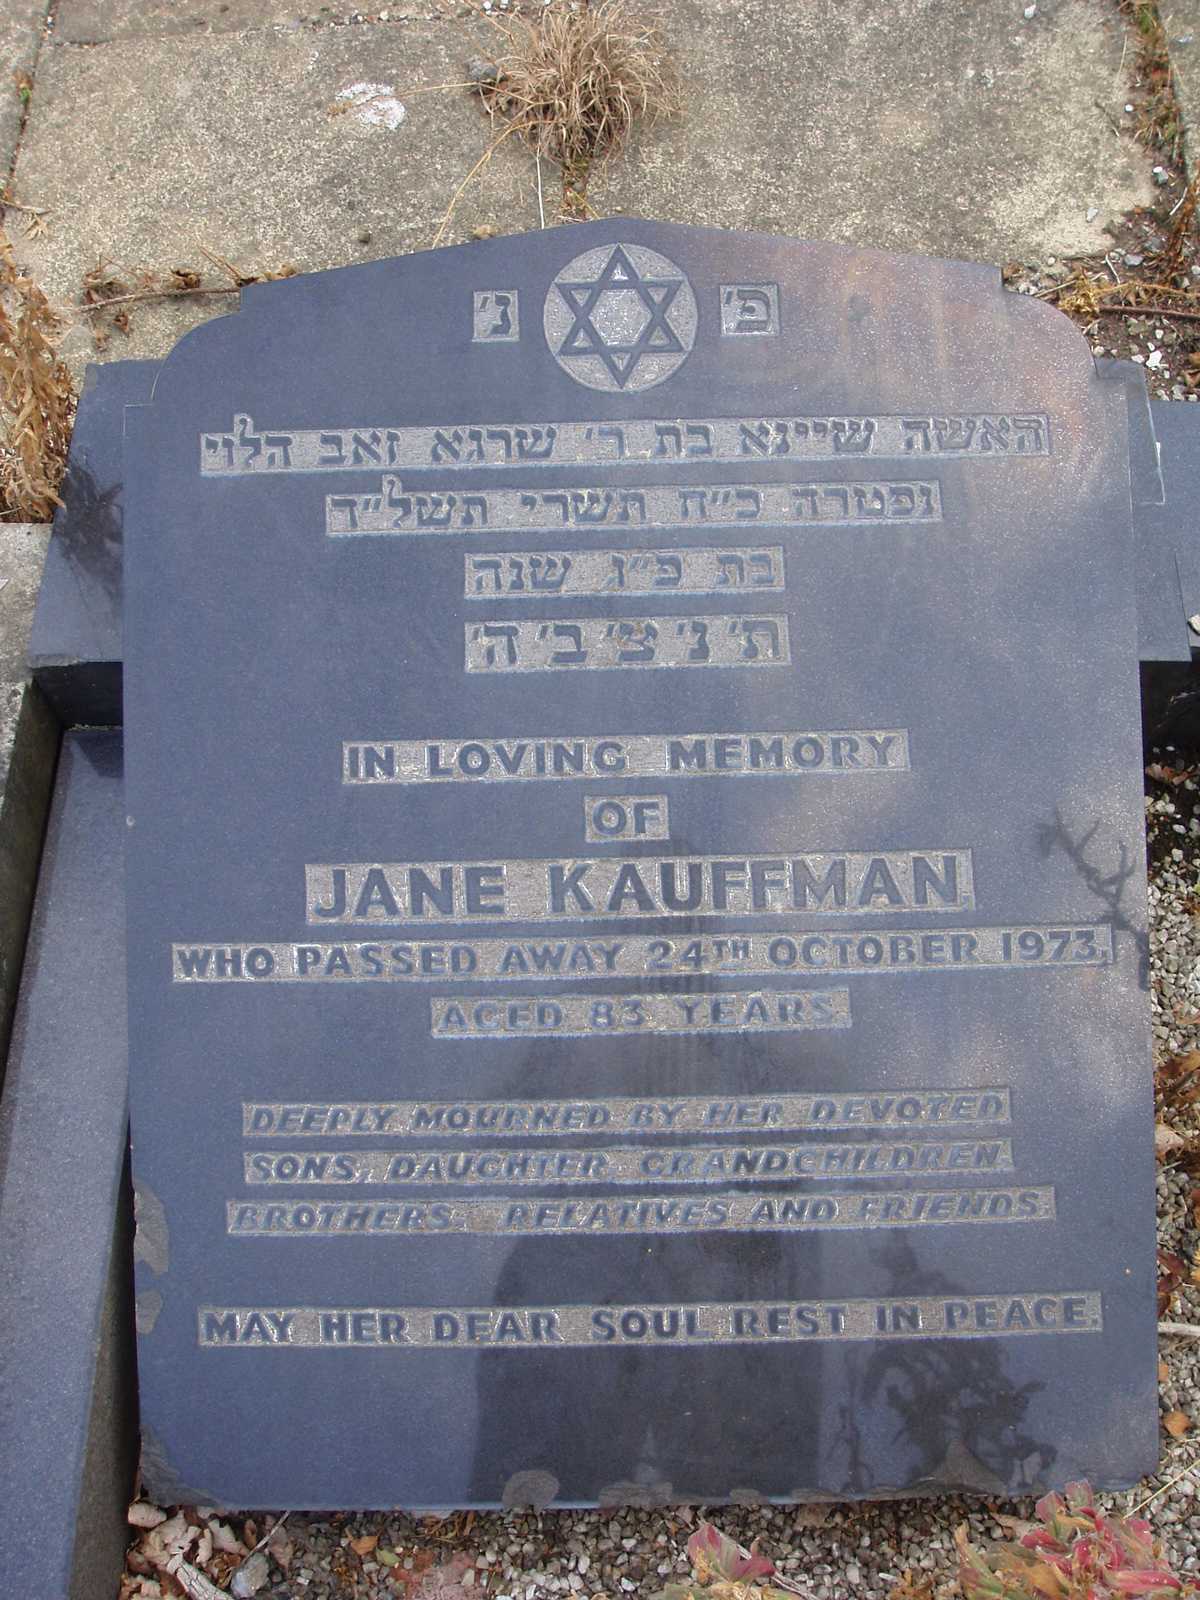 פ׳ נ׳
האשה שיינא בת ר׳ שרגא זאב הלוי
נפטרה כ״ח תשרי תשל״ד
בת פ״ג שנה
ת׳ נ׳ צ׳ ב׳ ה׳
IN LOVING MEMORY
OF
JANE KAUFFMAN
WHO PASSED AWAY 24TH OCTOBER 1973.
AGED 83 YEARS.
DEEPLY MOURNED BY HER DEVOTED
SONS, DAUGHTER, GRANDCHILDREN,
BROTHERS, RELATIVES AND FRIENDS.
MAY HER DEAR SOUL REST IN PEACE.